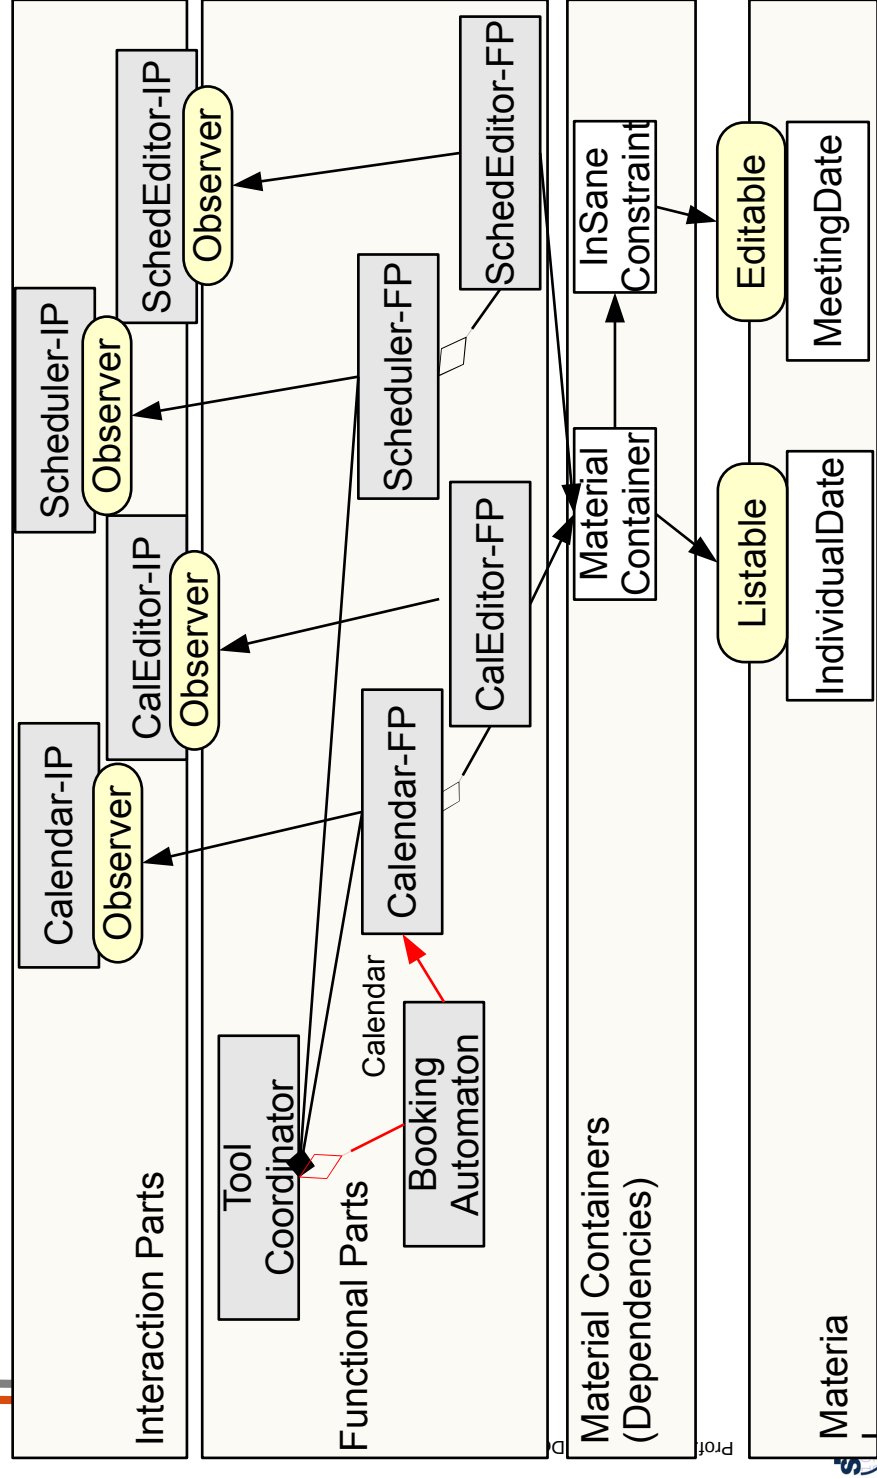 Interaction Parts
Calendar-IP
Observer
CalEditor-IP
Observer
Scheduler-IP
Observer
SchedEditor-IP
Observer
Functional Parts
Tool
Coordinator
Calendar
Booking
Automaton
Calendar-FP
CalEditor-FP
Scheduler-FP
SchedEditor-FP
Material Containers
(Dependencies)
Material
Container
InSane
Constraint
Materia
l
Listable
IndividualDate
Editable
MeetingDate
Prof.